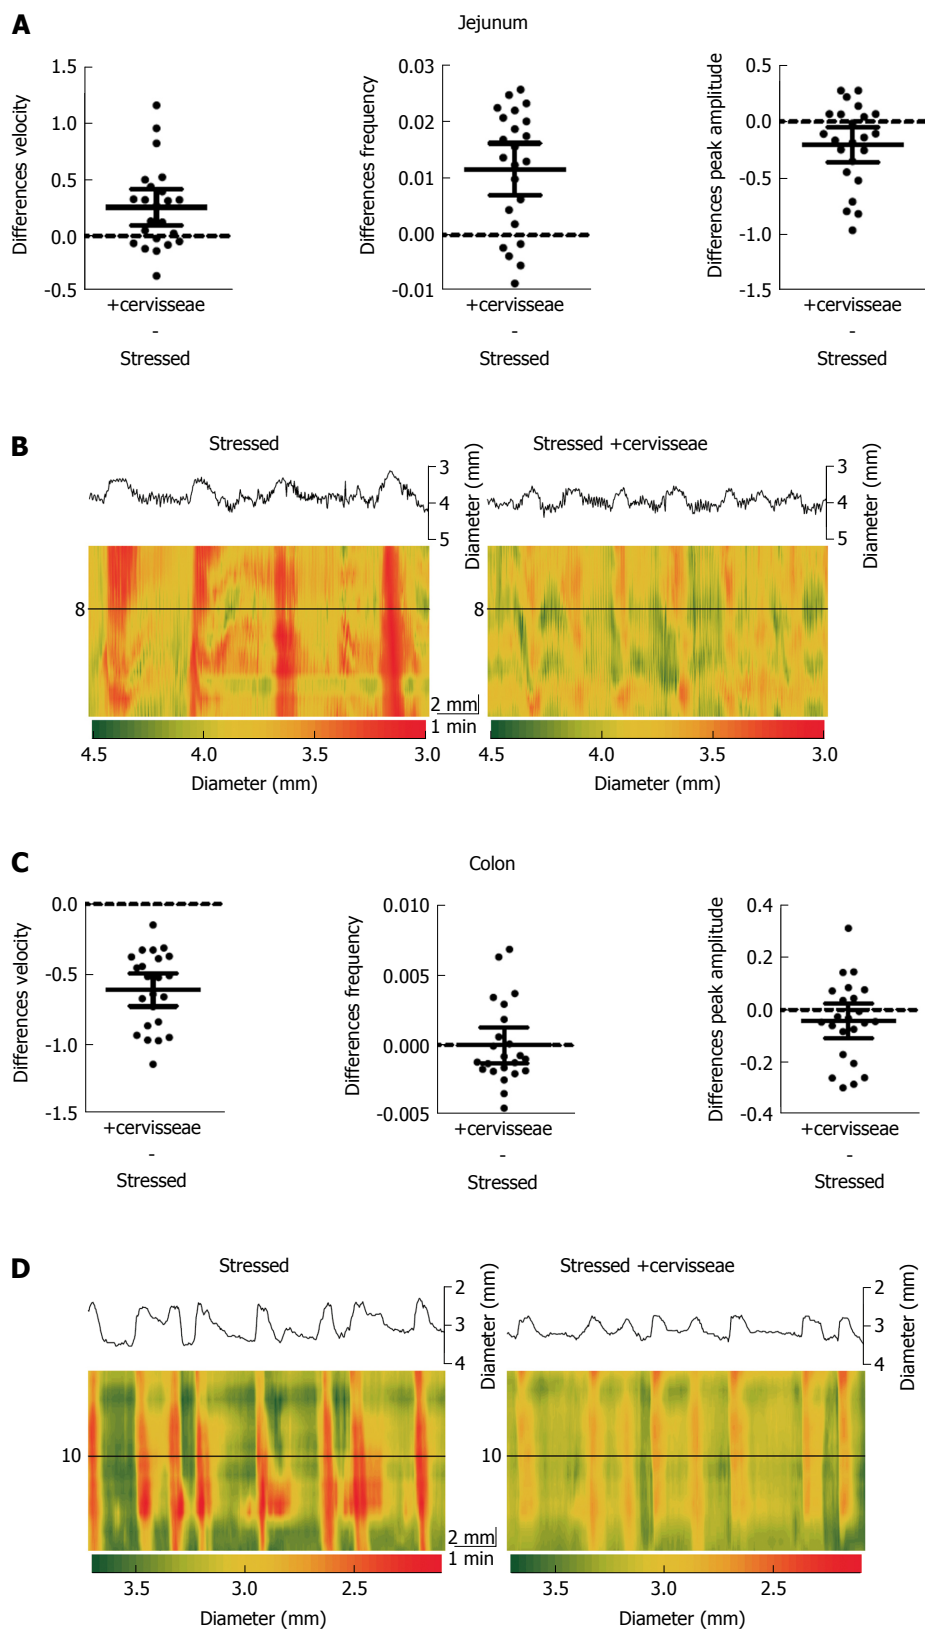 A
Jejunum
Differences velocity
1.5
1.0
0.5
0.0
-0.5
+cervisseae
-
Stressed
Differences frequency
0.03
0.02
0.01
0.00
-0.01
+cervisseae
-
Stressed
Differences peak amplitude
0.5
0.0
-0.5
-1.0
-1.5
+cervisseae
-
Stressed
B
Stressed
3
4
5
Diameter (mm)
8
2 mm
1 min
4.5 4.0 3.5 3.0
Diameter (mm)
Stressed +cervisseae
3
4
5
Diameter (mm)
8
4.5 4.0 3.5 3.0
Diameter (mm)
C
Colon
Differences velocity
0.0
-0.5
-1.0
-1.5
+cervisseae
-
Stressed
Differences frequency
0.010
0.005
0.000
-0.005
+cervisseae
-
Stressed
Differences peak amplitude
0.4
0.2
0.0
-0.2
-0.4
+cervisseae
-
Stressed
D
Stressed
2
3
4
Diameter (mm)
10
2 mm
1 min
3.5 3.0 2.5
Diameter (mm)
Stressed +cervisseae
2
3
4
Diameter (mm)
10
3.5 3.0 2.5
Diameter (mm)